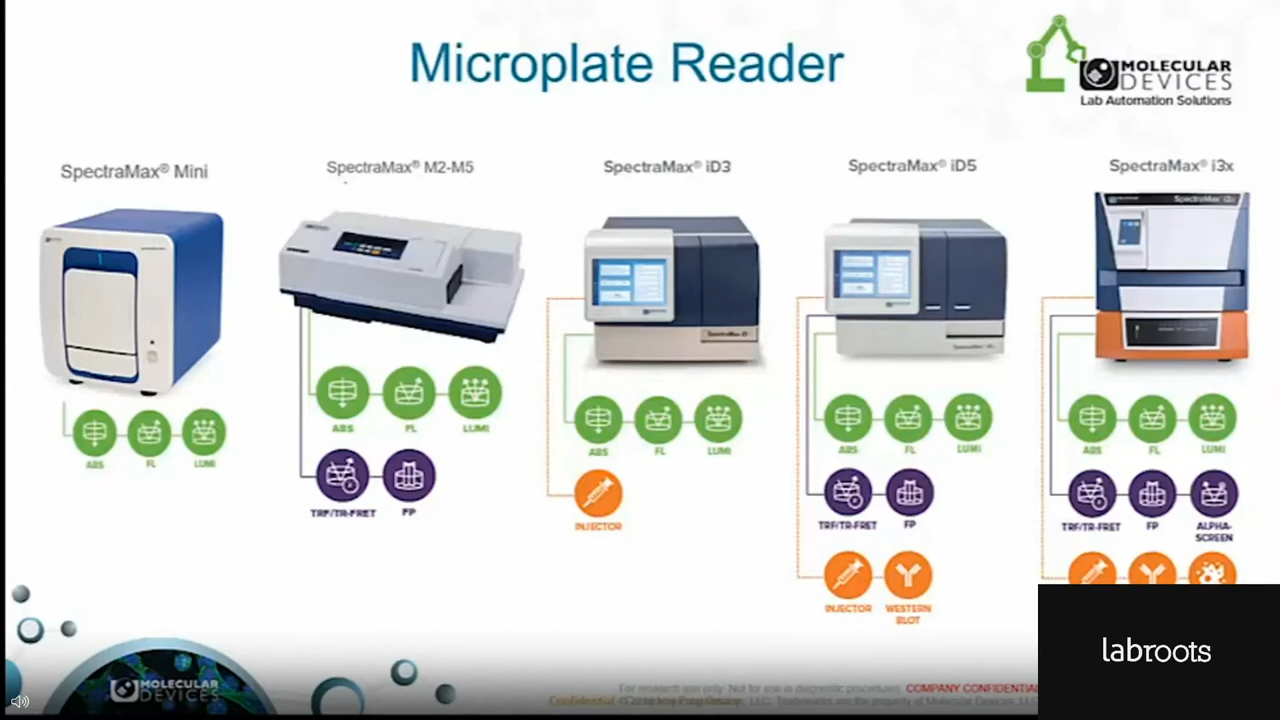 Microplate Reader
MOLECULAR
DEVICES
Lab Automation Solutions
SpectraMax® Mini
SpectraMax® M2-M5
SpectraMax® iD3
SpectraMax® iD5
SpectraMax® i3x
ABS FL LUMI
ABS FL LUMI
TRF/TR-FRET FP
ABS FL LUMI
INJECTOR
ABS FL LUMI
TRF/TR-FRET FP
INJECTOR WESTERN
BLOT
ABS FL LUMI
TRF/TR-FRET FP ALPHA-
SCREEN
labroots
MOLECULAR
DEVICES
For research use only. Not for use in diagnostic procedures. COMPANY CONFIDENTIAL
Confidential